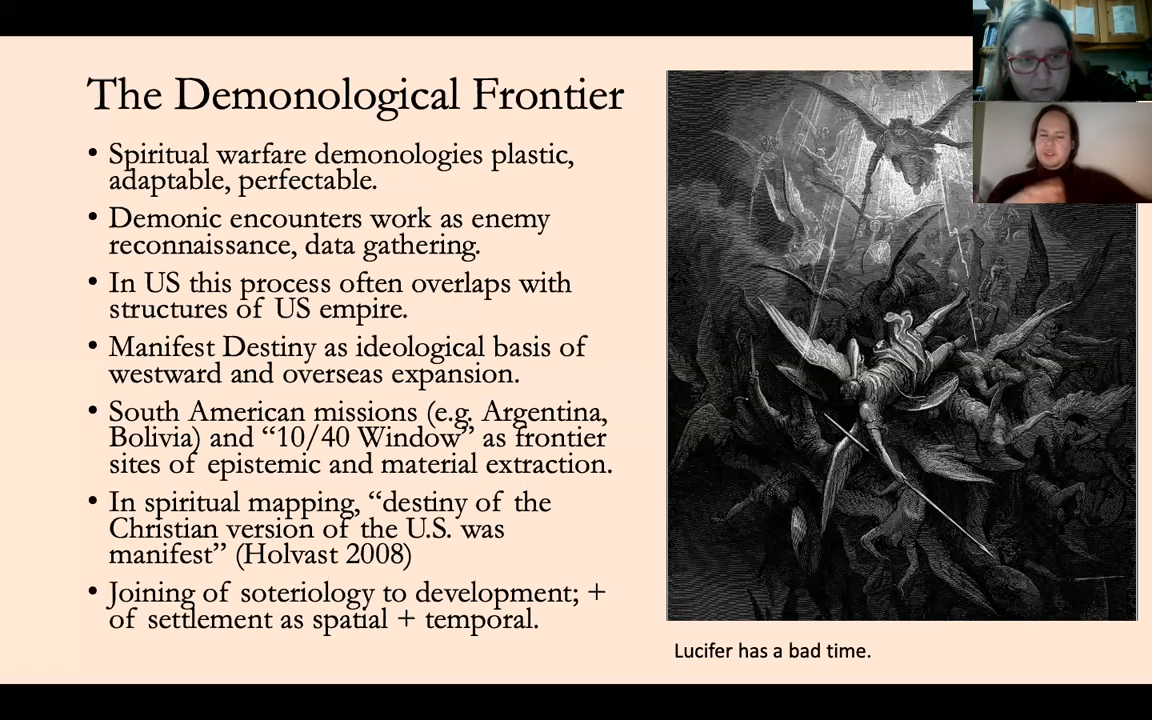 The Demonological Frontier
• Spiritual warfare demonologies plastic,
adaptable, perfectable.
• Demonic encounters work as enemy
reconnaissance, data gathering.
• In US this process often overlaps with
structures of US empire.
• Manifest Destiny as ideological basis of
westward and overseas expansion.
• South American missions (e.g, Argentina,
Bolivia) and “10/40 Window” as frontier
sites of epistemic and material extraction.
• In spiritual mapping, “destiny of the
Christian version of the U.S. was
manifest” (Holvast 2008)
• Joining of soteriology to development; +
of settlement as spatial + temporal.
Lucifer has a bad time.